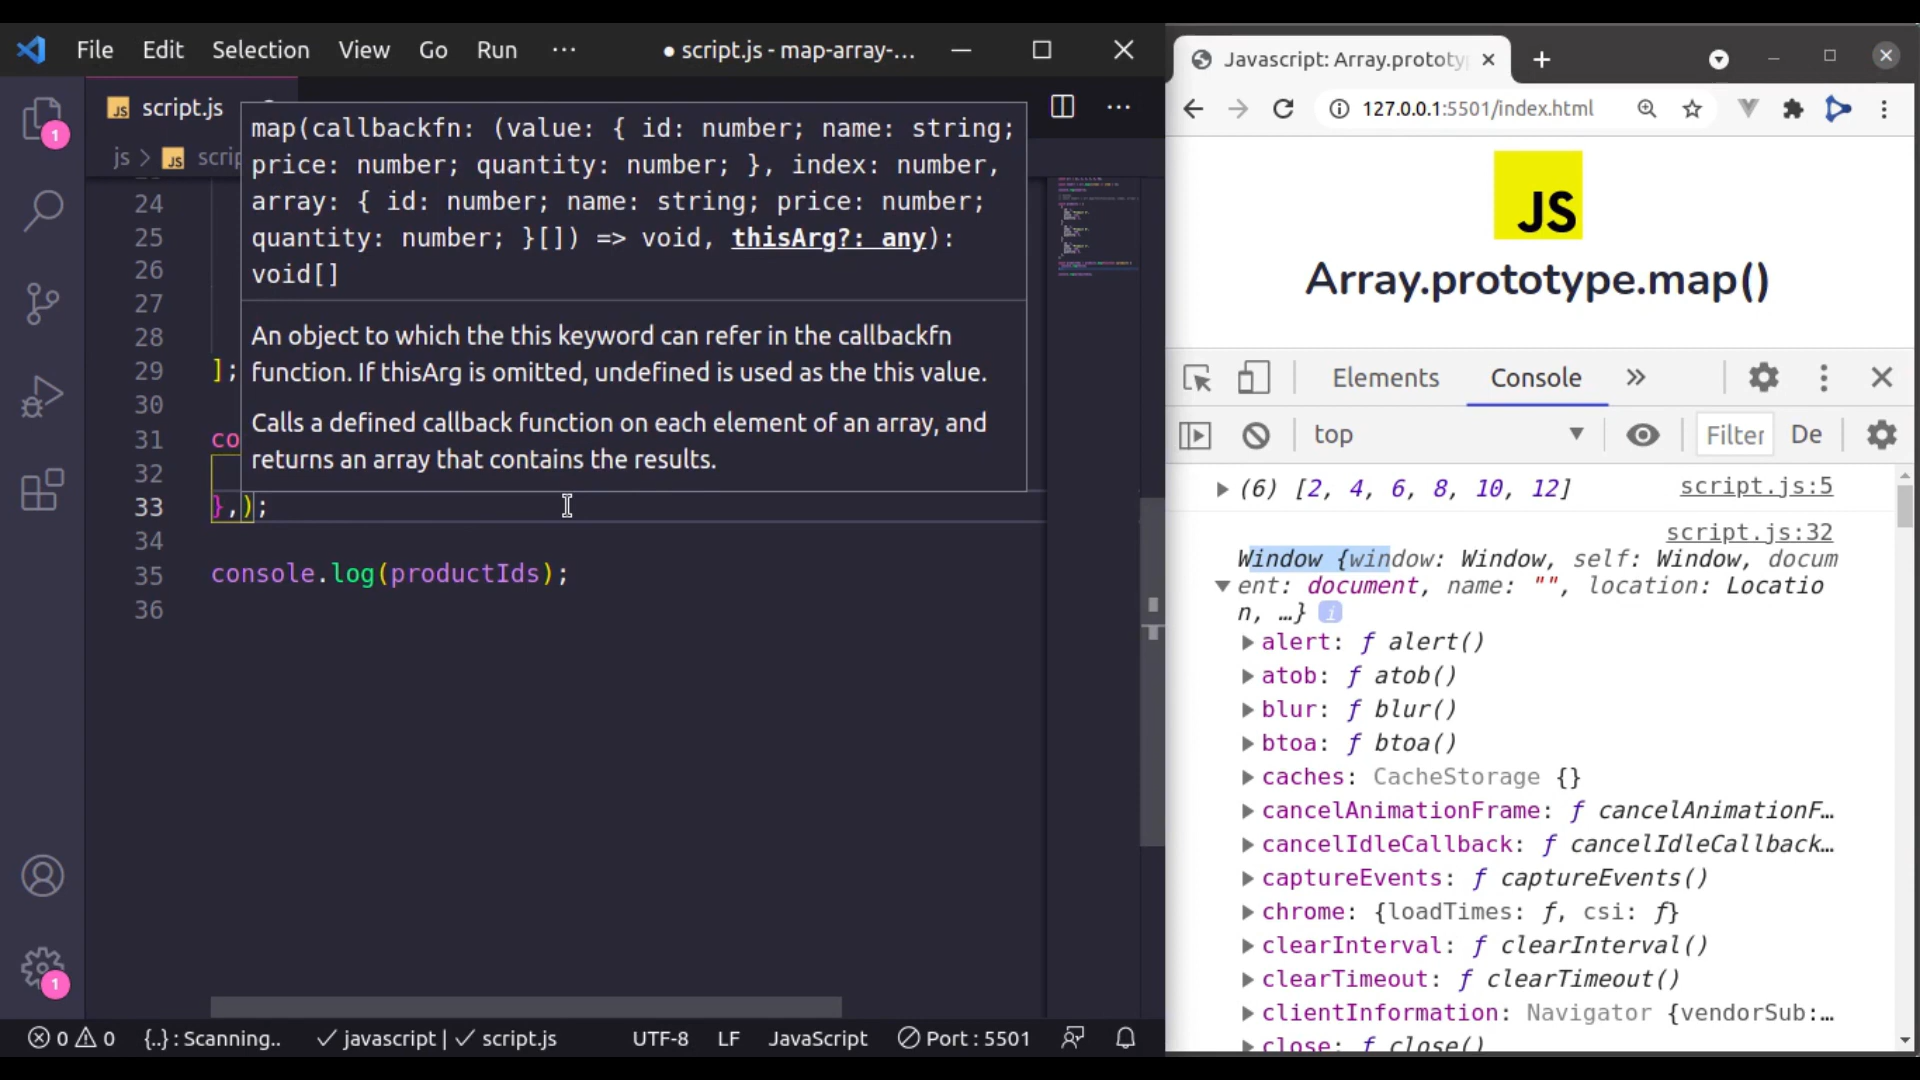 File Edit Selection View Go Run ···
● script.js - map-array-...
JS script.js
js > JS scrip
map(callbackfn: (value: { id: number; name: string;
price: number; quantity: number; }, index: number,
array: { id: number; name: string; price: number;
quantity: number; }[]) => void, thisArg?: any):
void[]
An object to which the this keyword can refer in the callbackfn
function. If thisArg is omitted, undefined is used as the this value.
Calls a defined callback function on each element of an array, and
returns an array that contains the results.
24
25
26
27
28
29 ];
30
31 co
32
33 },);
34
35 console.log(productIds);
36
1
1
0 0 {..} : Scanning.. ✓ javascript | ✓ script.js UTF-8 LF JavaScript Port : 5501
Javascript: Array.prototyp
127.0.0.1:5501/index.html
JS
Array.prototype.map()
Elements Console »
top Filter De
(6) [2, 4, 6, 8, 10, 12] script.js:5
script.js:32
Window {window: Window, self: Window, docum
ent: document, name: "", location: Locatio
n, …} i
alert: ƒ alert()
atob: ƒ atob()
blur: ƒ blur()
btoa: ƒ btoa()
caches: CacheStorage {}
cancelAnimationFrame: ƒ cancelAnimationF…
cancelIdleCallback: ƒ cancelIdleCallback…
captureEvents: ƒ captureEvents()
chrome: {loadTimes: ƒ, csi: ƒ}
clearInterval: ƒ clearInterval()
clearTimeout: ƒ clearTimeout()
clientInformation: Navigator {vendorSub:…
close: ƒ close()